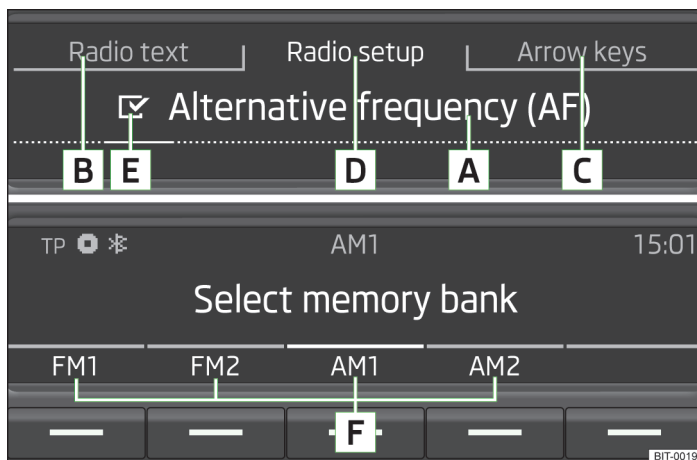 Radio text Radio setup Arrow keys
Alternative frequency (AF)
B E D A C
TP AM1 15:01
Select memory bank
FM1 FM2 AM1 AM2
F
BIT-0019